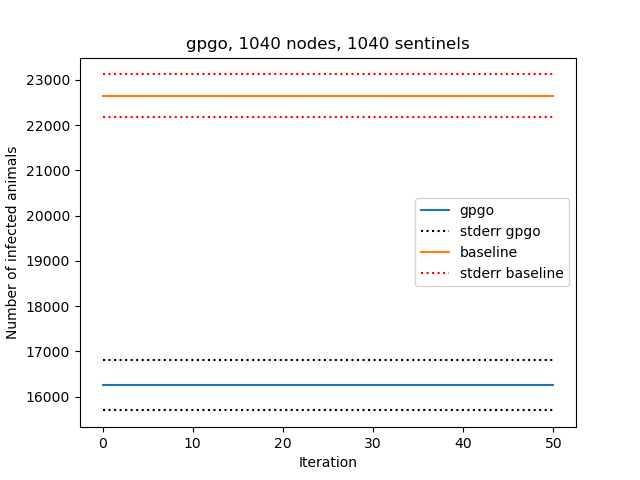 gpgo, 1040 nodes, 1040 sentinels
Number of infected animals
23000
22000
21000
20000
19000
18000
17000
16000
gpgo
stderr gpgo
baseline
stderr baseline
0 10 20 30 40 50
Iteration